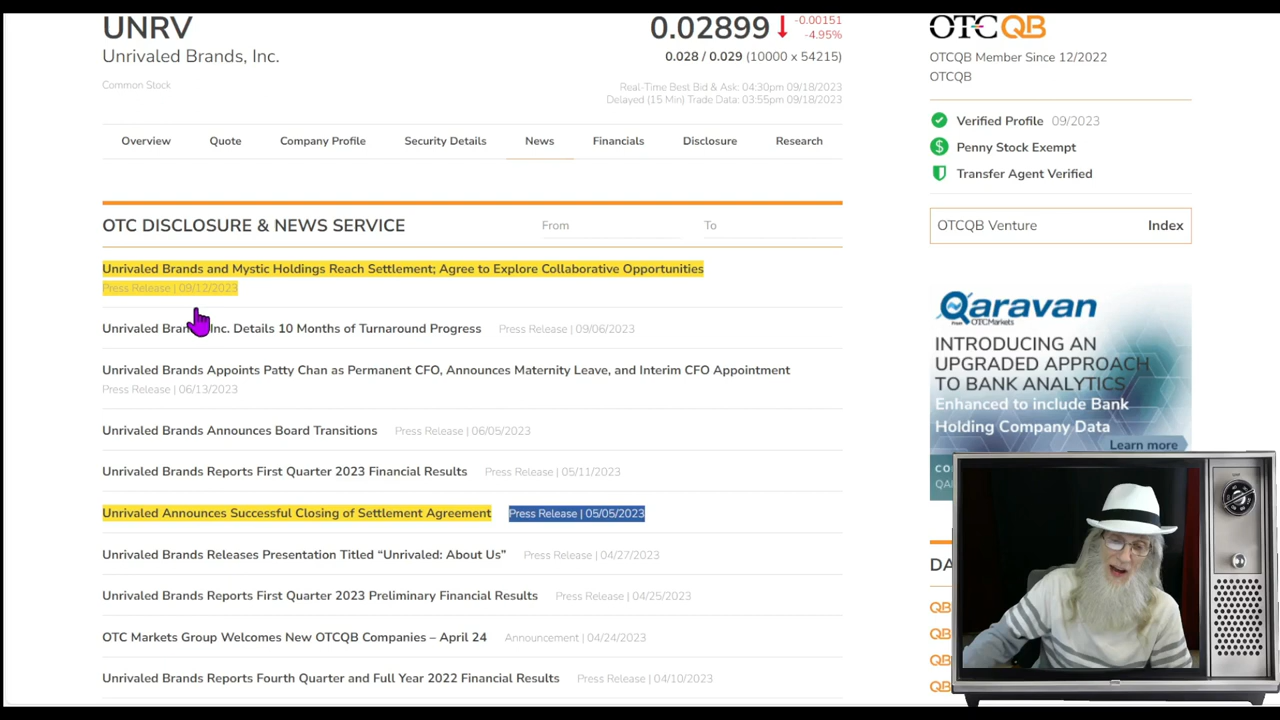 UNRV
Unrivaled Brands, Inc.
Common Stock
0.02899
-0.00151
-4.95%
0.028 / 0.029 (10000 x 54215)
Real-Time Best Bid & Ask: 04:30pm 09/18/2023
Delayed (15 Min) Trade Data: 03:55pm 09/18/2023
Overview Quote Company Profile Security Details News Financials Disclosure Research
OTC DISCLOSURE & NEWS SERVICE From To
Unrivaled Brands and Mystic Holdings Reach Settlement; Agree to Explore Collaborative Opportunities
Press Release | 09/12/2023
Unrivaled Brand Inc. Details 10 Months of Turnaround Progress Press Release | 09/06/2023
Unrivaled Brands Appoints Patty Chan as Permanent CFO, Announces Maternity Leave, and Interim CFO Appointment
Press Release | 06/13/2023
Unrivaled Brands Announces Board Transitions Press Release | 06/05/2023
Unrivaled Brands Reports First Quarter 2023 Financial Results Press Release | 05/11/2023
Unrivaled Announces Successful Closing of Settlement Agreement Press Release | 05/05/2023
Unrivaled Brands Releases Presentation Titled “Unrivaled: About Us” Press Release | 04/27/2023
Unrivaled Brands Reports First Quarter 2023 Preliminary Financial Results Press Release | 04/25/2023
OTC Markets Group Welcomes New OTCQB Companies – April 24 Announcement | 04/24/2023
Unrivaled Brands Reports Fourth Quarter and Full Year 2022 Financial Results Press Release | 04/10/2023
OTCQB
OTCQB Member Since 12/2022
OTCQB
Verified Profile 09/2023
Penny Stock Exempt
Transfer Agent Verified
OTCQB Venture Index
Qaravan
From OTCMarkets
INTRODUCING AN
UPGRADED APPROACH
TO BANK ANALYTICS
Enhanced to include Bank
Holding Company Data
Learn more
CO
QA
DA
QB
QB
QB
QB